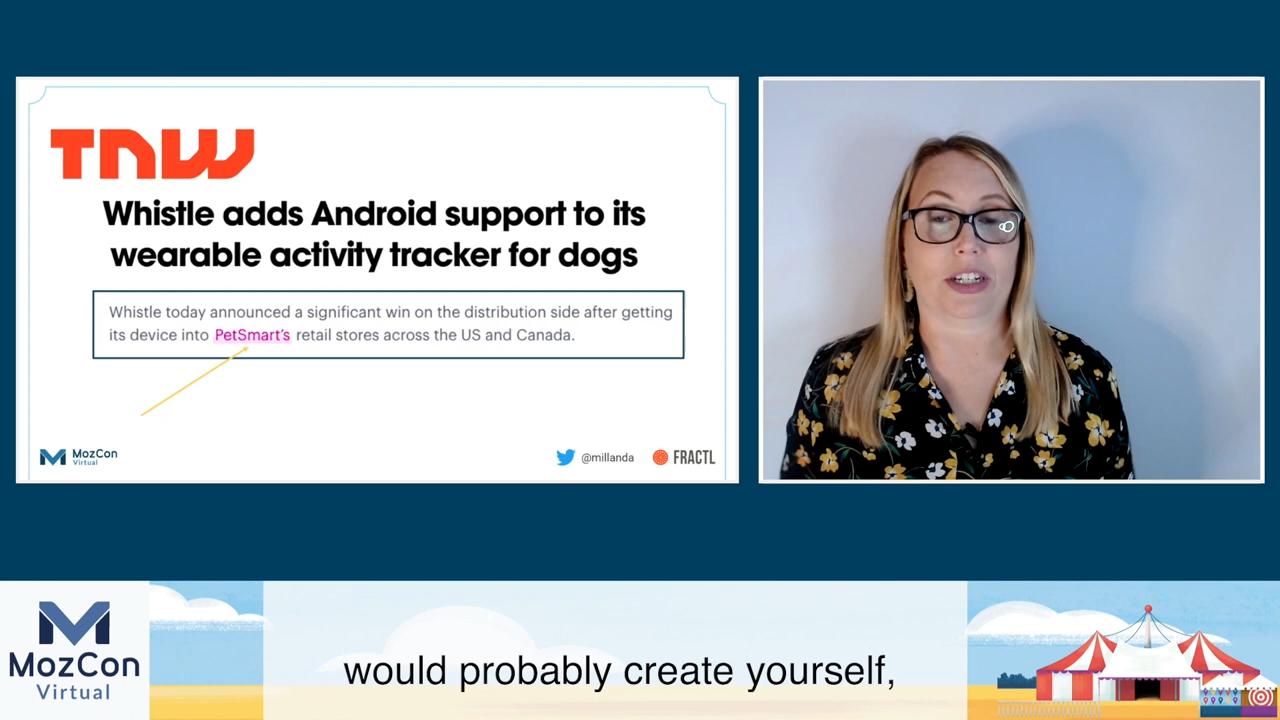 TNW
Whistle adds Android support to its
wearable activity tracker for dogs
Whistle today announced a significant win on the distribution side after getting
its device into PetSmart's retail stores across the US and Canada.
MozCon
Virtual
@millanda
FRACTL
MozCon
Virtual
would probably create yourself,